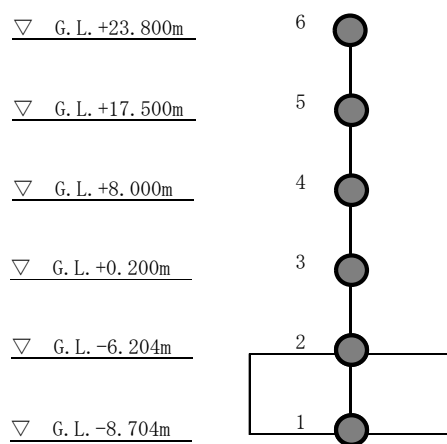 ▽ G.L.+23.800m 6
▽ G.L.+17.500m 5
▽ G.L.+8.000m 4
▽ G.L.+0.200m 3
▽ G.L.-6.204m 2
▽ G.L.-8.704m 1